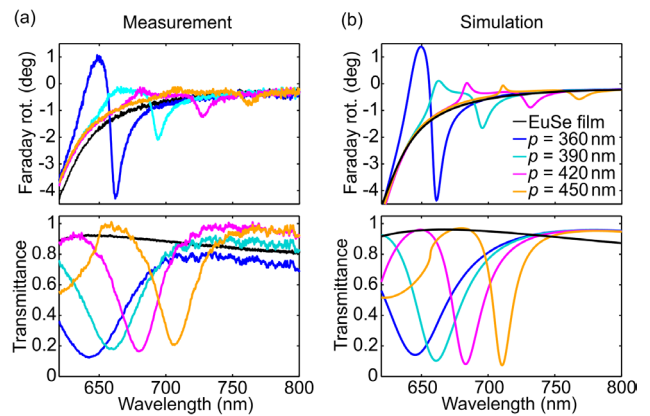 (a) Measurement
Faraday rot. (deg)
1
0
-1
-2
-3
-4
Transmittance
1
0.8
0.6
0.4
0.2
0
650 700 750 800
Wavelength (nm)
(b) Simulation
Faraday rot. (deg)
1
0
-1
-2
-3
-4
EuSe film
p = 360 nm
p = 390 nm
p = 420 nm
p = 450 nm
Transmittance
1
0.8
0.6
0.4
0.2
0
650 700 750 800
Wavelength (nm)